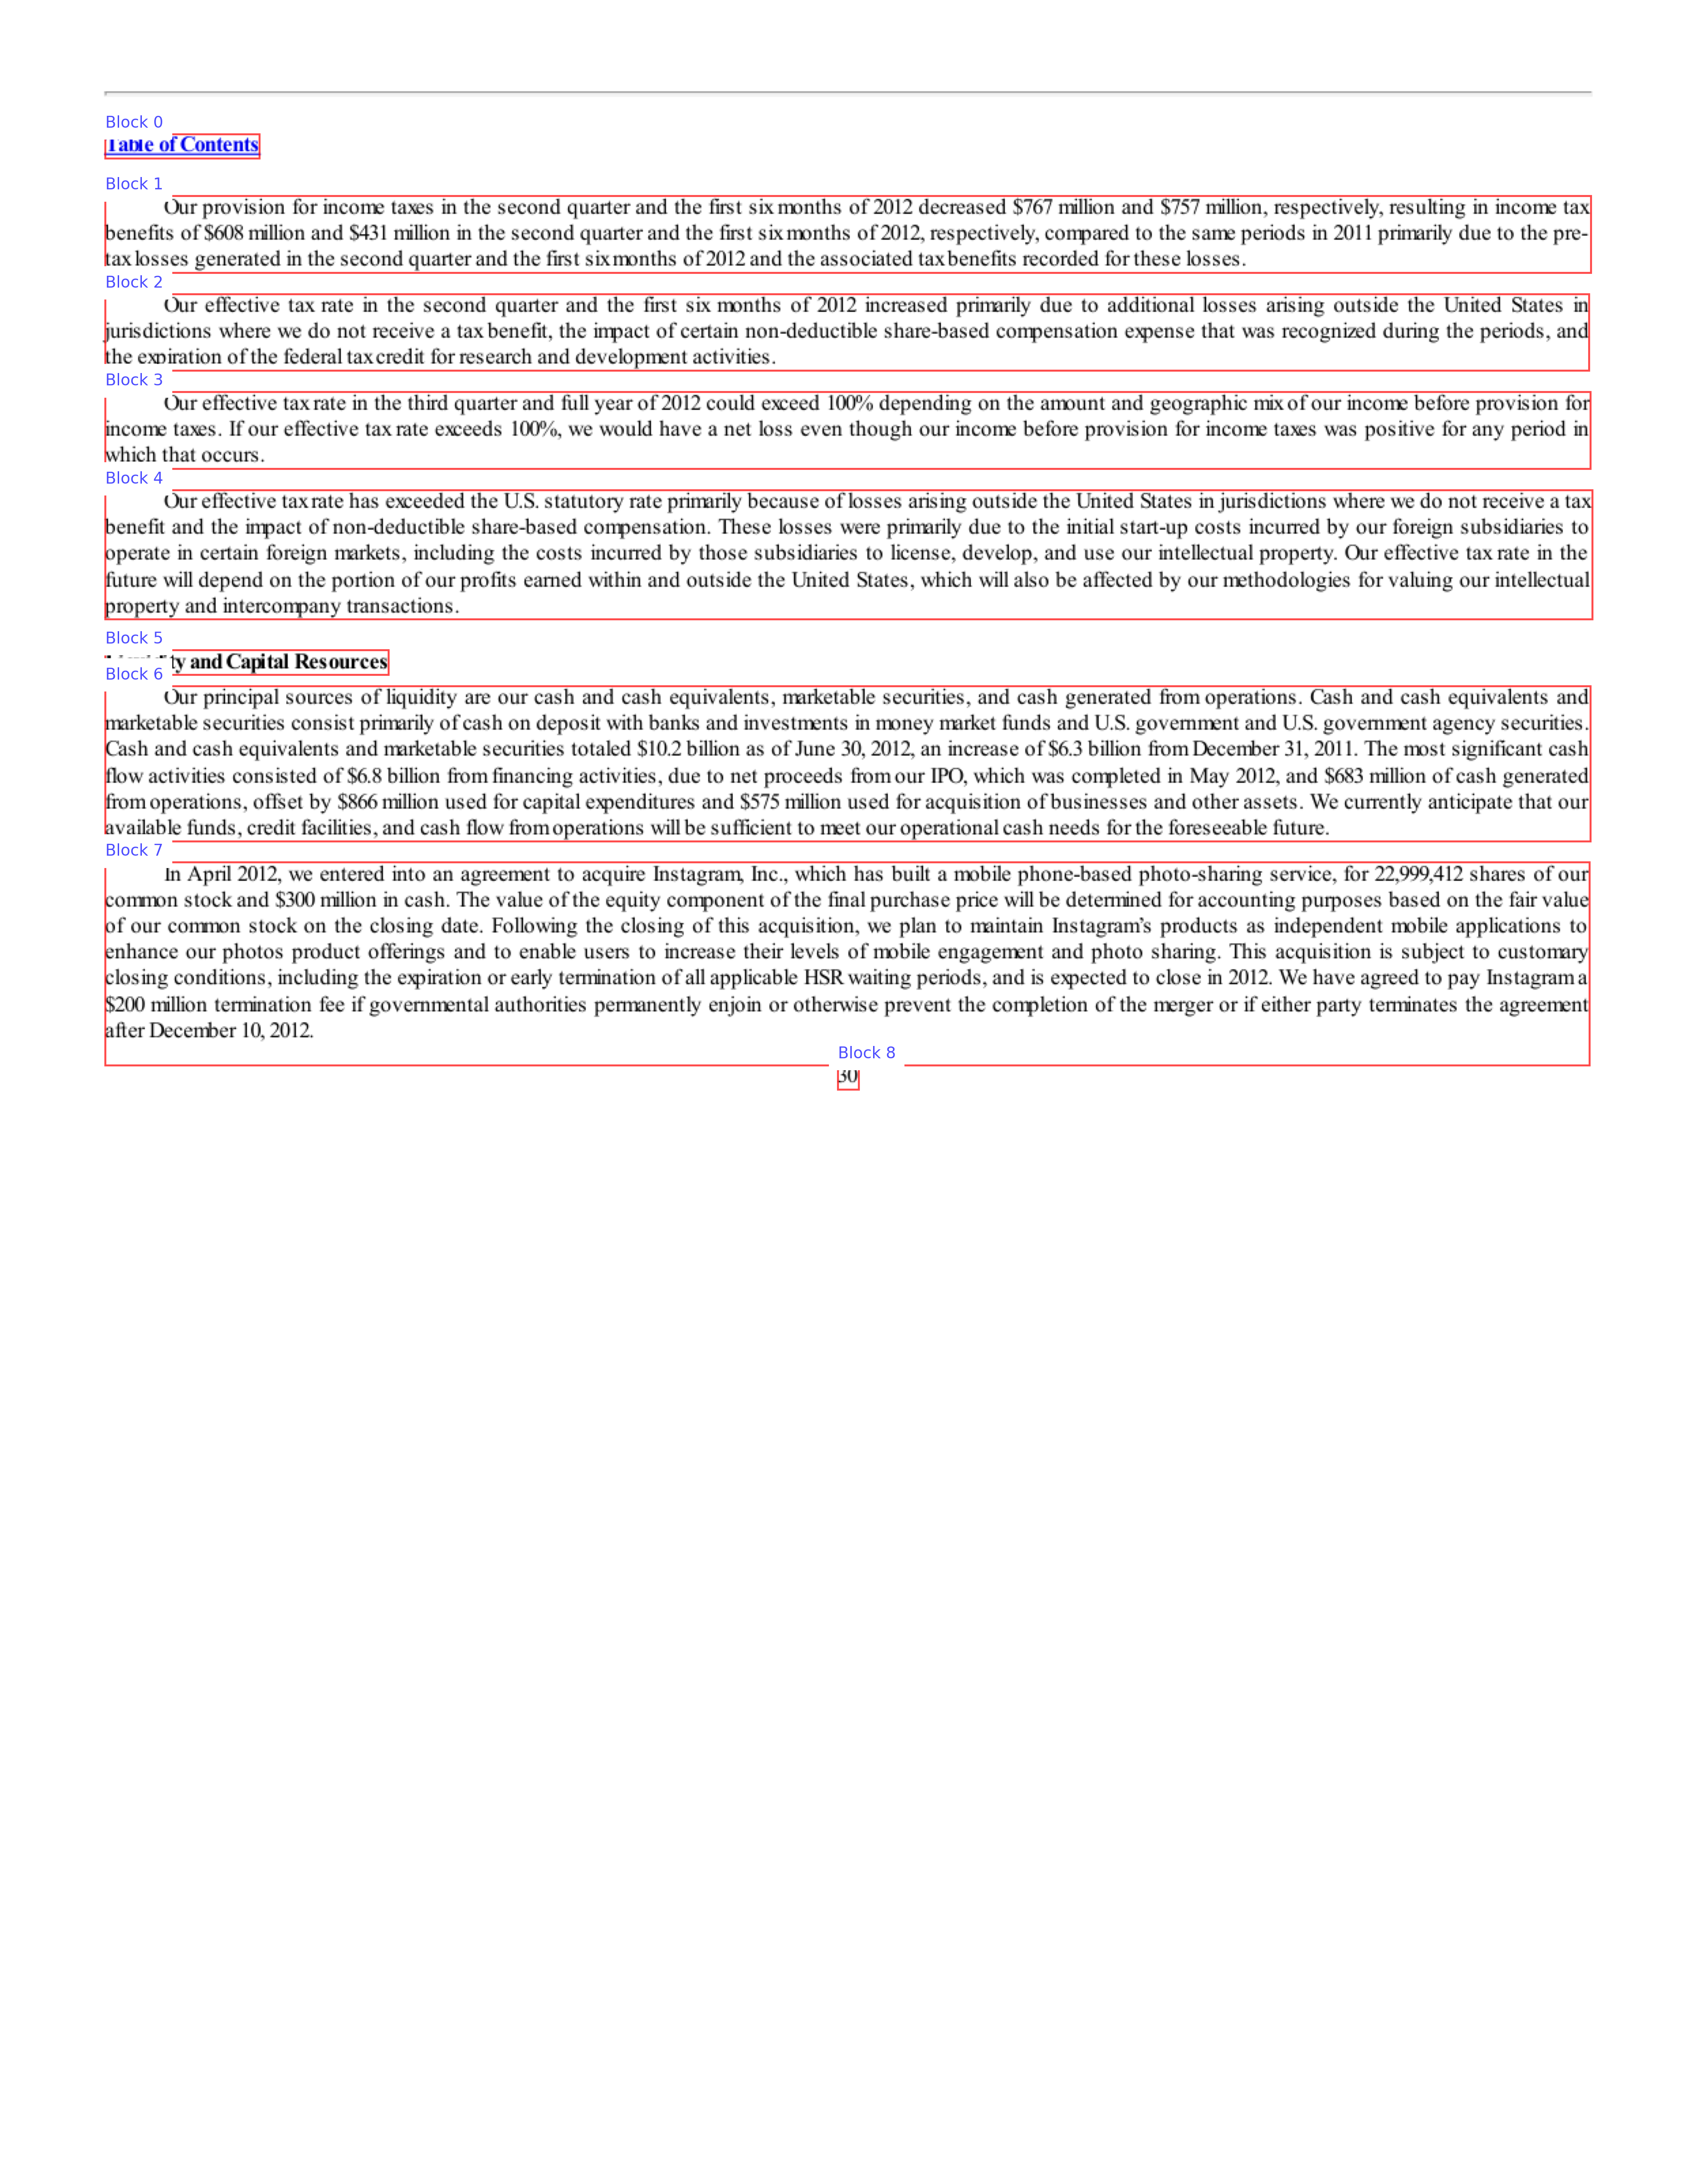 Block 0
Table of Contents
Block 1
Our provision for income taxes in the second quarter and the first six months of 2012 decreased $767 million and $757 million, respectively, resulting in income tax
benefits of $608 million and $431 million in the second quarter and the first six months of 2012, respectively, compared to the same periods in 2011 primarily due to the pre-
tax losses generated in the second quarter and the first six months of 2012 and the associated tax benefits recorded for these losses.
Block 2
Our effective tax rate in the second quarter and the first six months of 2012 increased primarily due to additional losses arising outside the United States in
jurisdictions where we do not receive a tax benefit, the impact of certain non-deductible share-based compensation expense that was recognized during the periods, and
the expiration of the federal tax credit for research and development activities.
Block 3
Our effective tax rate in the third quarter and full year of 2012 could exceed 100% depending on the amount and geographic mix of our income before provision for
income taxes. If our effective tax rate exceeds 100%, we would have a net loss even though our income before provision for income taxes was positive for any period in
which that occurs.
Block 4
Our effective tax rate has exceeded the U.S. statutory rate primarily because of losses arising outside the United States in jurisdictions where we do not receive a tax
benefit and the impact of non-deductible share-based compensation. These losses were primarily due to the initial start-up costs incurred by our foreign subsidiaries to
operate in certain foreign markets, including the costs incurred by those subsidiaries to license, develop, and use our intellectual property. Our effective tax rate in the
future will depend on the portion of our profits earned within and outside the United States, which will also be affected by our methodologies for valuing our intellectual
property and intercompany transactions.
Block 5
and Capital Resources
Block 6
Our principal sources of liquidity are our cash and cash equivalents, marketable securities, and cash generated from operations. Cash and cash equivalents and
marketable securities consist primarily of cash on deposit with banks and investments in money market funds and U.S. government and U.S. government agency securities.
Cash and cash equivalents and marketable securities totaled $10.2 billion as of June 30, 2012, an increase of $6.3 billion from December 31, 2011. The most significant cash
flow activities consisted of $6.8 billion from financing activities, due to net proceeds from our IPO, which was completed in May 2012, and $683 million of cash generated
from operations, offset by $866 million used for capital expenditures and $575 million used for acquisition of businesses and other assets. We currently anticipate that our
available funds, credit facilities, and cash flow from operations will be sufficient to meet our operational cash needs for the foreseeable future.
Block 7
In April 2012, we entered into an agreement to acquire Instagram, Inc., which has built a mobile phone-based photo-sharing service, for 22,999,412 shares of our
common stock and $300 million in cash. The value of the equity component of the final purchase price will be determined for accounting purposes based on the fair value
of our common stock on the closing date. Following the closing of this acquisition, we plan to maintain Instagram's products as independent mobile applications to
enhance our photos product offerings and to enable users to increase their levels of mobile engagement and photo sharing. This acquisition is subject to customary
closing conditions, including the expiration or early termination of all applicable HSR waiting periods, and is expected to close in 2012. We have agreed to pay Instagram a
$200 million termination fee if governmental authorities permanently enjoin or otherwise prevent the completion of the merger or if either party terminates the agreement
after December 10, 2012.
Block 8
30